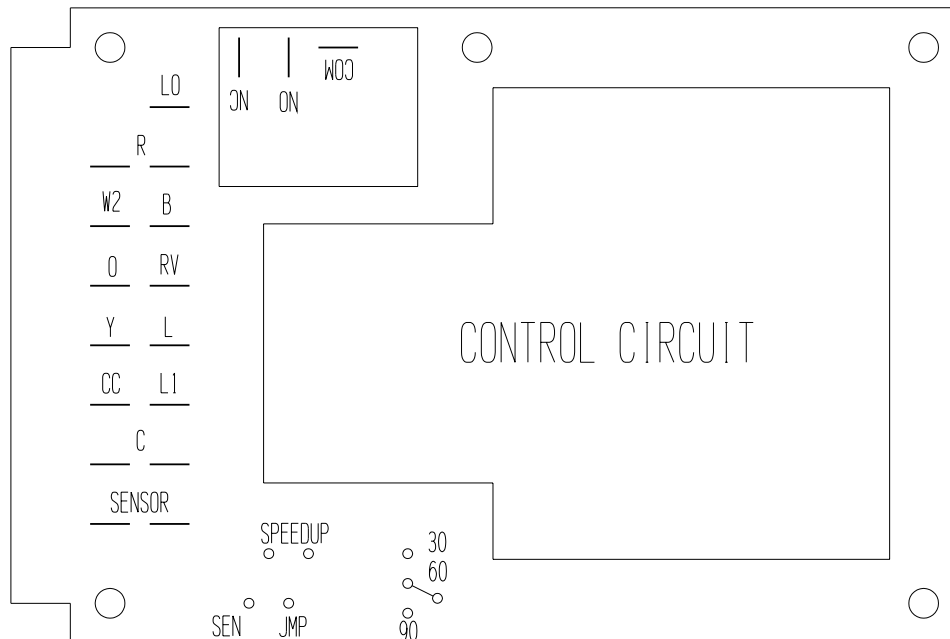 LO
NC NO COM
R
W2 B
O RV
Y L
CONTROL CIRCUIT
CC L1
C
SENSOR
SPEEDUP
30
60
SEN JMP
90